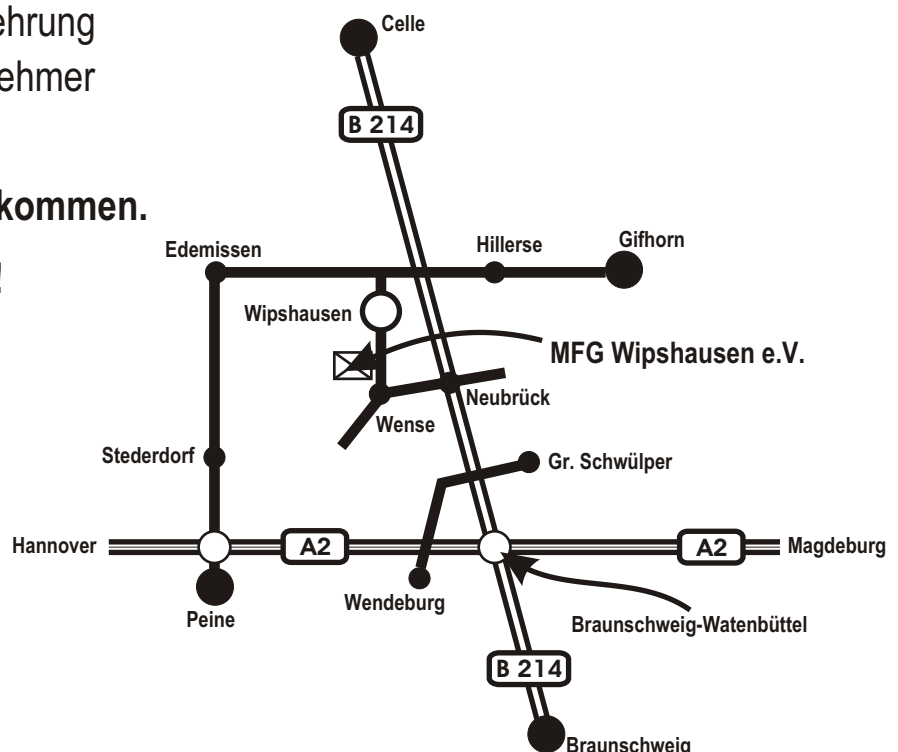 ehrung
ehmer
kommen.
!
Celle
B 214
Edemissen
Hillerse
Gifhorn
Wipshausen
MFG Wipshausen e.V.
Neubrück
Wense
Stederdorf
Gr. Schwülper
Hannover
A2
A2
Magdeburg
Wendeburg
Peine
Braunschweig-Watenbüttel
B 214
Braunschweig